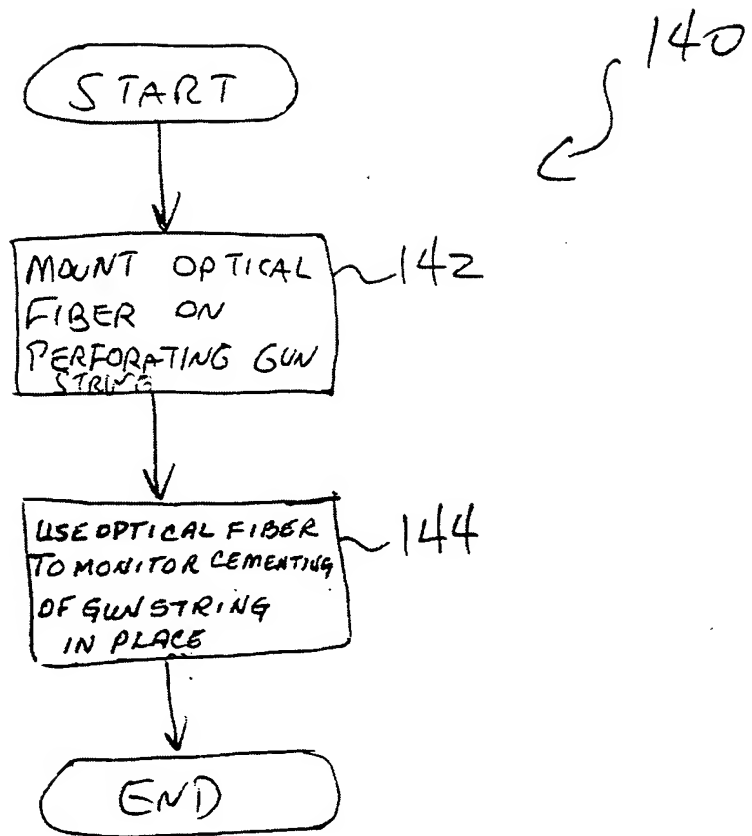 140
START
MOUNT OPTICAL
FIBER ON
PERFORATING GUN
STRING
142
USE OPTICAL FIBER
TO MONITOR CEMENTING
OF GUN STRING
IN PLACE
144
END